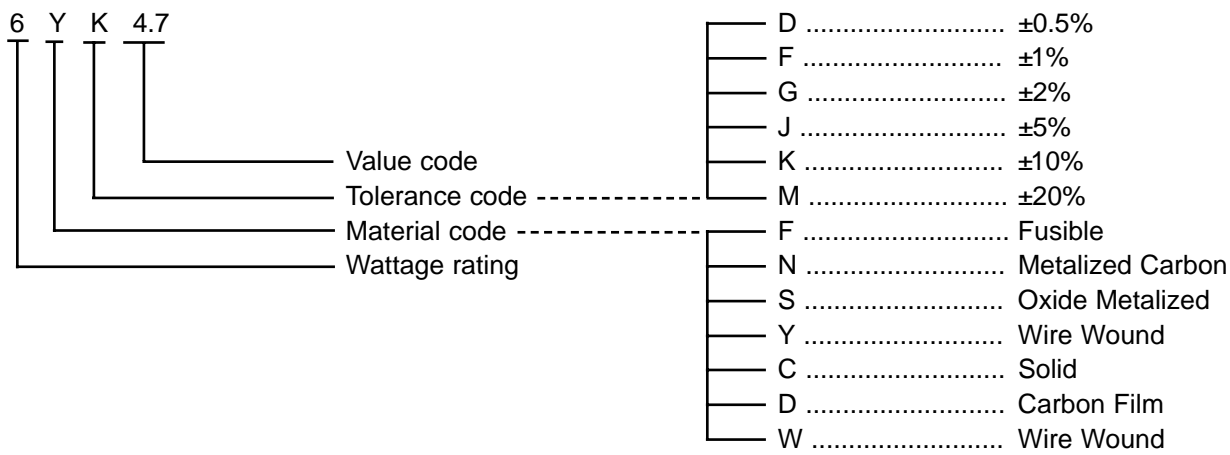 6 Y K 4.7
Value code
Tolerance code
Material code
Wattage rating
D ........................... ±0.5%
F ........................... ±1%
G ........................... ±2%
J ............................ ±5%
K ........................... ±10%
M ........................... ±20%
F ............................ Fusible
N ........................... Metalized Carbon
S ........................... Oxide Metalized
Y ........................... Wire Wound
C ........................... Solid
D ........................... Carbon Film
W .......................... Wire Wound